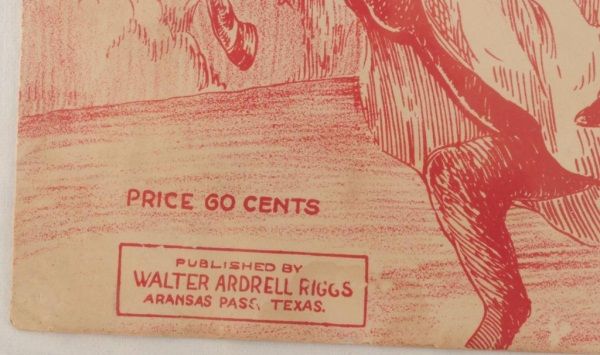 PRICE 60 CENTS
PUBLISHED BY
WALTER ARDRELL RIGGS
ARANSAS PASS, TEXAS.